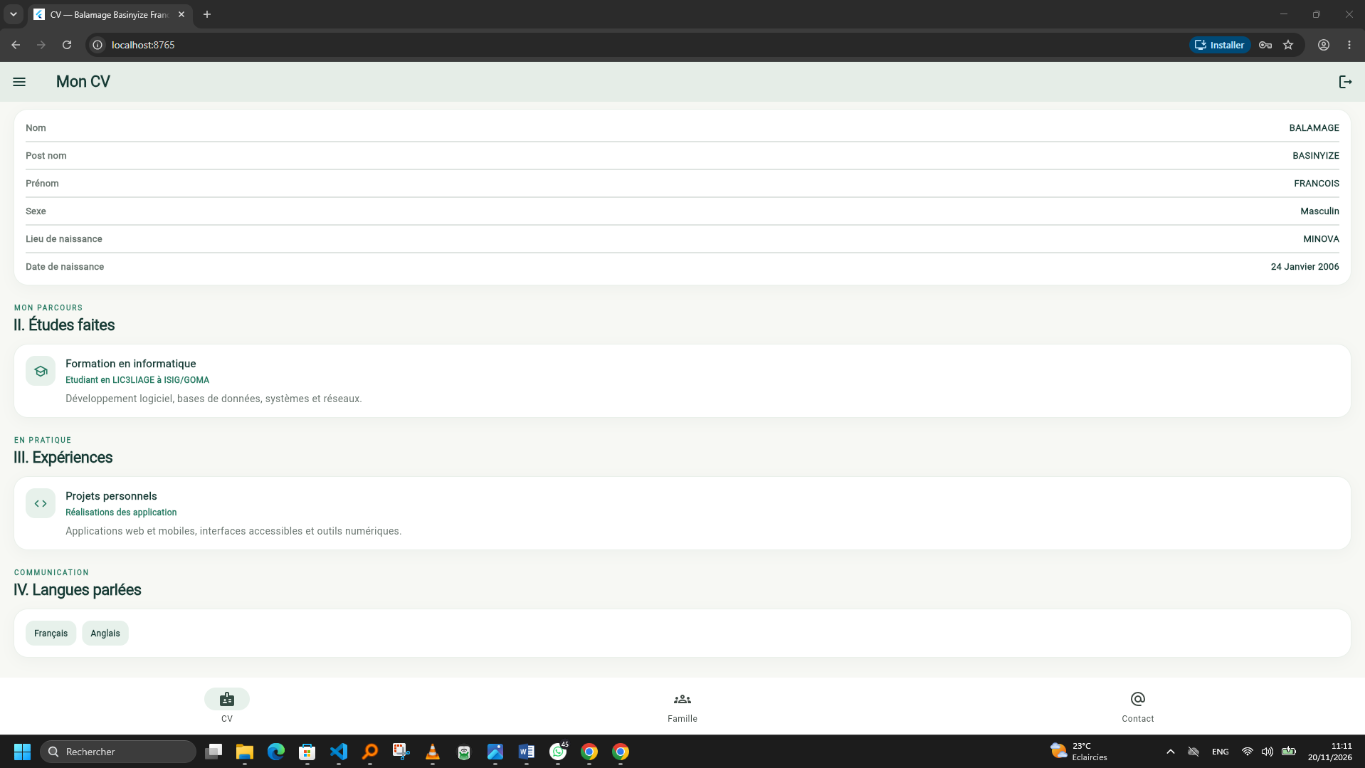 CV — Balamage Basinyize Fran
localhost:8765
Installer
Mon CV
Nom BALAMAGE
Post nom BASINYIZE
Prénom FRANCOIS
Sexe Masculin
Lieu de naissance MINOVA
Date de naissance 24 Janvier 2006
MON PARCOURS
II. Études faites
Formation en informatique
Etudiant en LIC3LIAGE à ISIG/GOMA
Développement logiciel, bases de données, systèmes et réseaux.
EN PRATIQUE
III. Expériences
Projets personnels
Réalisations des application
Applications web et mobiles, interfaces accessibles et outils numériques.
COMMUNICATION
IV. Langues parlées
Français Anglais
CV Famille Contact
Rechercher
45
23°C
Eclaircies
ENG
11:11
20/11/2026